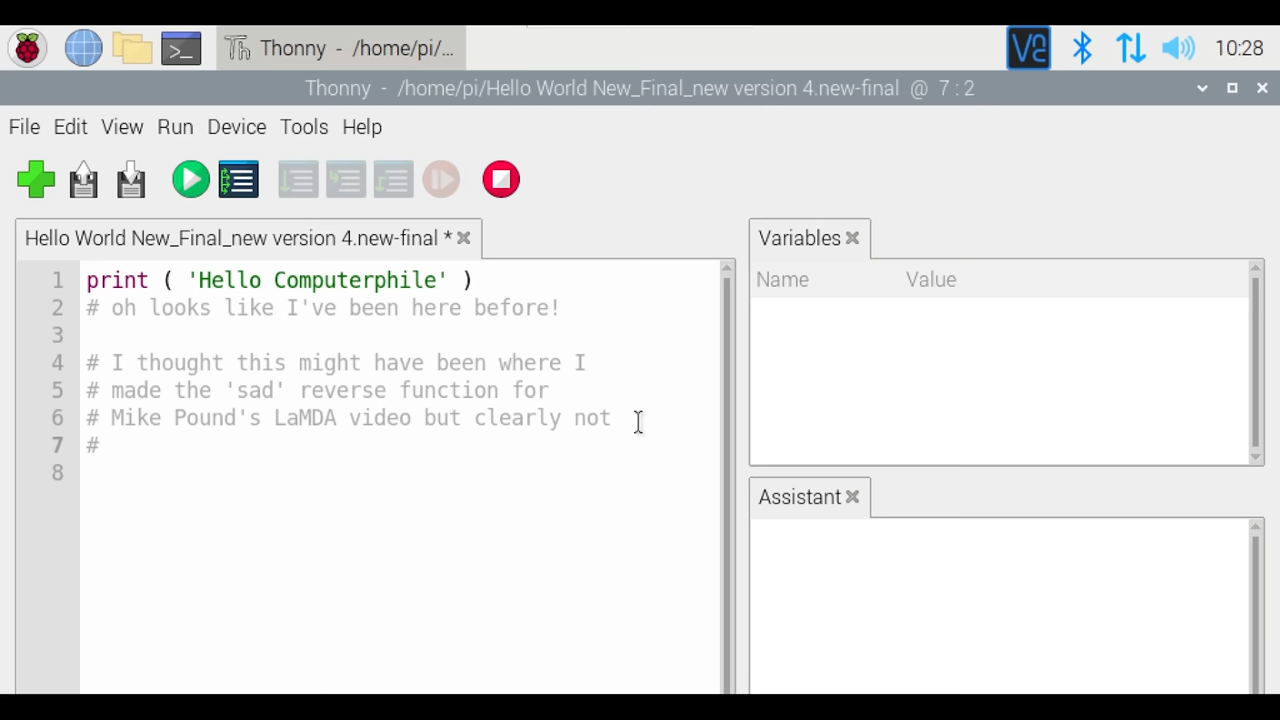 Thonny - /home/pi/...
10:28
Thonny - /home/pi/Hello World New_Final_new version 4.new-final @ 7 : 2
File Edit View Run Device Tools Help
Hello World New_Final_new version 4.new-final *
1 print ( 'Hello Computerphile' )
2 # oh looks like I've been here before!
3
4 # I thought this might have been where I
5 # made the 'sad' reverse function for
6 # Mike Pound's LaMDA video but clearly not
7 #
8
Variables
Name Value
Assistant